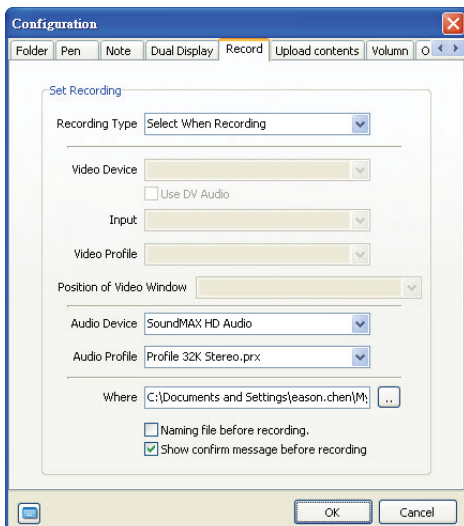 Configuration
Folder Pen Note Dual Display Record Upload contents Volumn O
Set Recording
Recording Type Select When Recording
Video Device
Use DV Audio
Input
Video Profile
Position of Video Window
Audio Device SoundMAX HD Audio
Audio Profile Profile 32K Stereo.prx
Where C:\Documents and Settings\eason.chen\My ..
Naming file before recording.
Show confirm message before recording
OK Cancel